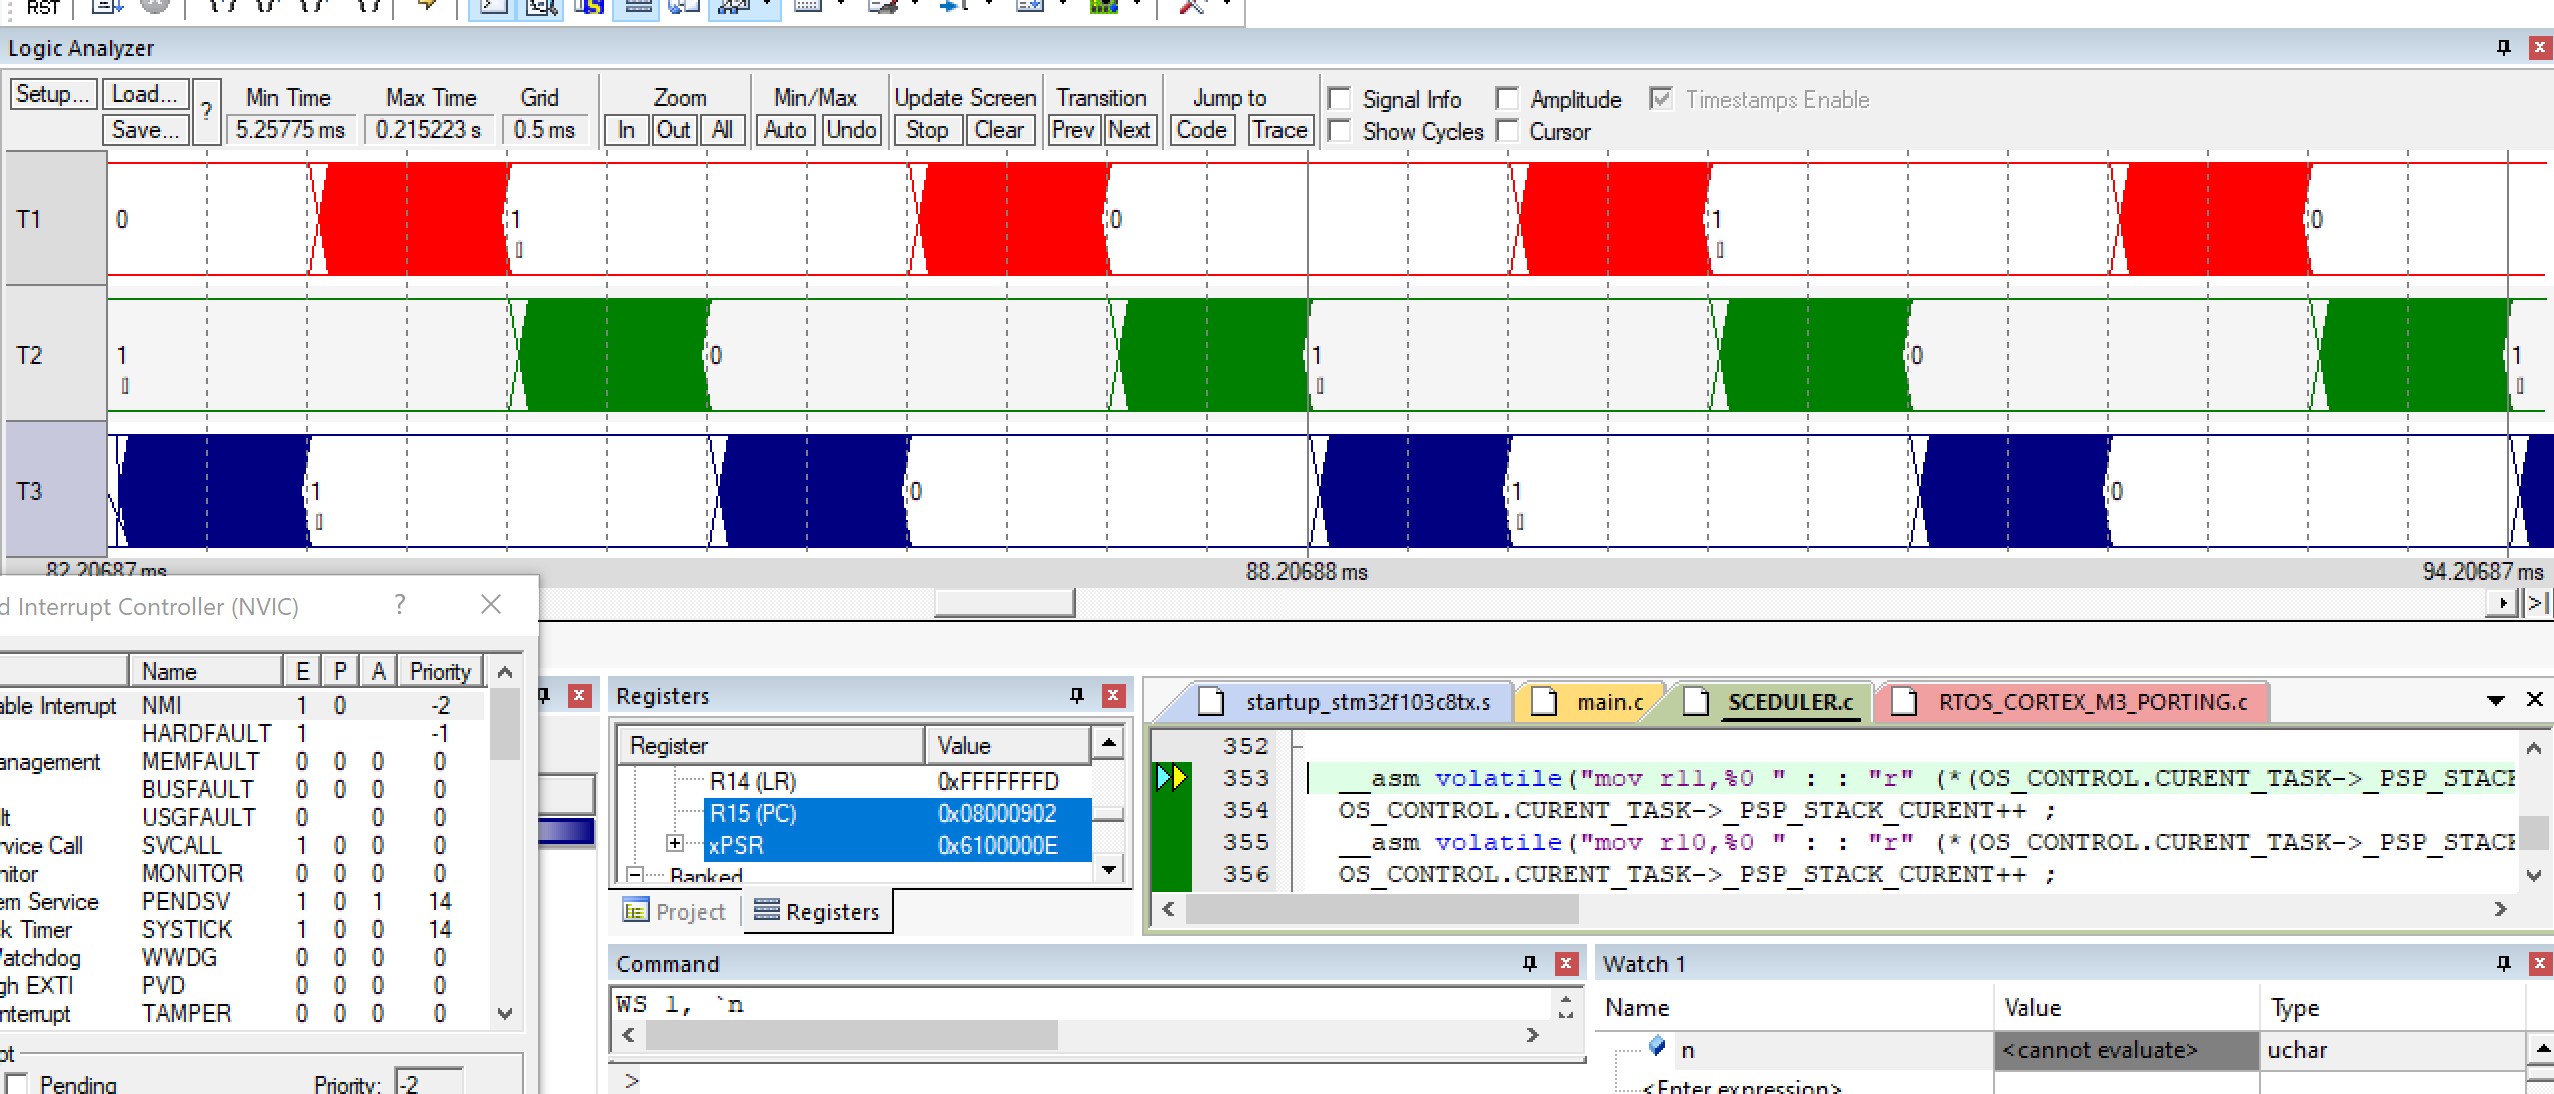 RST
Logic Analyzer
Setup... Load... ? Min Time Max Time Grid Zoom Min/Max Update Screen Transition Jump to Signal Info Amplitude Timestamps Enable
Save... 5.25775 ms 0.215223 s 0.5 ms In Out All Auto Undo Stop Clear Prev Next Code Trace Show Cycles Cursor
T1 0 1 0 1 0
T2 1 0 1 0 1
T3 1 0 1 0
82.20687 ms 88.20688 ms 94.20687 ms
d Interrupt Controller (NVIC) ?
Name E P A Priority
able Interrupt NMI 1 0 -2
HARDFAULT 1 -1
anagement MEMFAULT 0 0 0 0
BUSFAULT 0 0 0 0
lt USGFAULT 0 0 0
rvice Call SVCALL 1 0 0
nitor MONITOR 0 0 0 0
em Service PENDSV 1 0 1 14
k Timer SYSTICK 1 0 0 14
Vatchdog WWDG 0 0 0 0
gh EXTI PVD 0 0 0 0
nterrupt TAMPER 0 0 0 0
pt
Pending Priority: -2
Registers
Register Value
R14 (LR) 0xFFFFFFFD
R15 (PC) 0x08000902
xPSR 0x6100000E
Banked
Project Registers
startup_stm32f103c8tx.s main.c SCEDULER.c RTOS_CORTEX_M3_PORTING.c
352
353 __asm volatile("mov r11,%0 " : : "r" (*(OS_CONTROL.CURENT_TASK->_PSP_STACK
354 OS_CONTROL.CURENT_TASK->_PSP_STACK_CURENT++ ;
355 __asm volatile("mov r10,%0 " : : "r" (*(OS_CONTROL.CURENT_TASK->_PSP_STACK
356 OS_CONTROL.CURENT_TASK->_PSP_STACK_CURENT++ ;
Command
WS 1, `n
>
Watch 1
Name Value Type
n <cannot evaluate> uchar
<Enter expression>